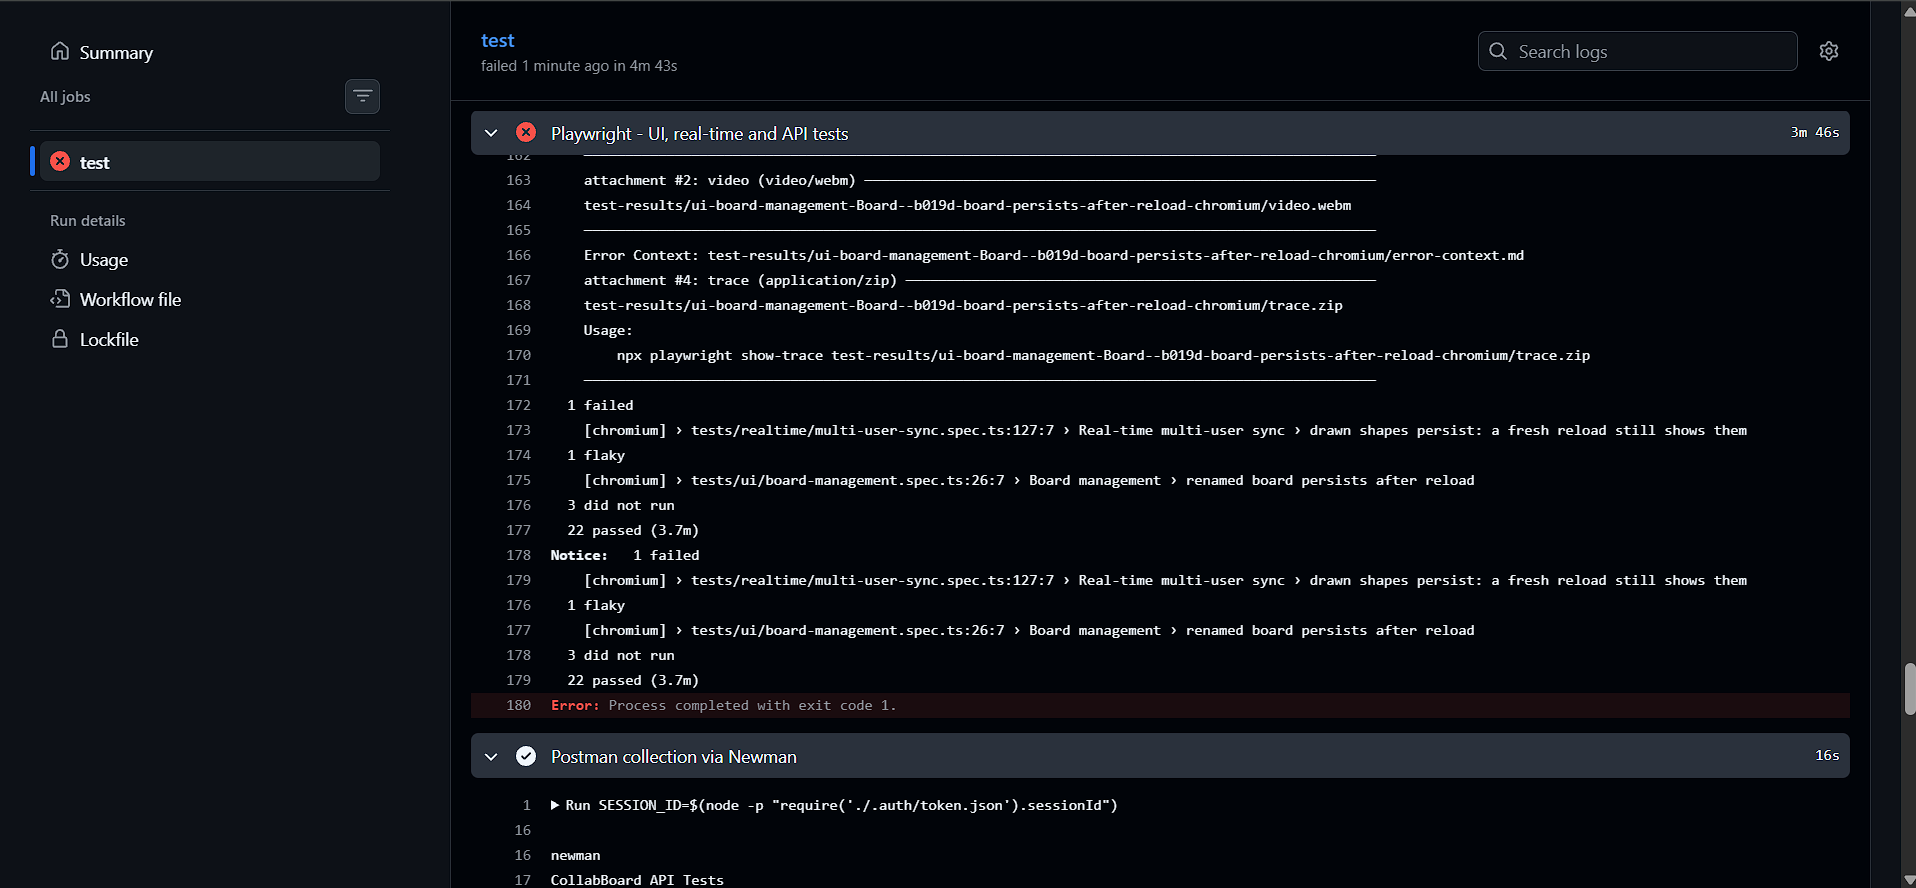 Summary
All jobs
test
Run details
Usage
Workflow file
Lockfile
test
failed 1 minute ago in 4m 43s
Search logs
Playwright - UI, real-time and API tests 3m 46s
162
163 attachment #2: video (video/webm)
164 test-results/ui-board-management-Board--b019d-board-persists-after-reload-chromium/video.webm
165
166 Error Context: test-results/ui-board-management-Board--b019d-board-persists-after-reload-chromium/error-context.md
167 attachment #4: trace (application/zip)
168 test-results/ui-board-management-Board--b019d-board-persists-after-reload-chromium/trace.zip
169 Usage:
170 npx playwright show-trace test-results/ui-board-management-Board--b019d-board-persists-after-reload-chromium/trace.zip
171
172 1 failed
173 [chromium] › tests/realtime/multi-user-sync.spec.ts:127:7 › Real-time multi-user sync › drawn shapes persist: a fresh reload still shows them
174 1 flaky
175 [chromium] › tests/ui/board-management.spec.ts:26:7 › Board management › renamed board persists after reload
176 3 did not run
177 22 passed (3.7m)
178 Notice: 1 failed
179 [chromium] › tests/realtime/multi-user-sync.spec.ts:127:7 › Real-time multi-user sync › drawn shapes persist: a fresh reload still shows them
176 1 flaky
177 [chromium] › tests/ui/board-management.spec.ts:26:7 › Board management › renamed board persists after reload
178 3 did not run
179 22 passed (3.7m)
180 Error: Process completed with exit code 1.
Postman collection via Newman 16s
1 Run SESSION_ID=$(node -p "require('./.auth/token.json').sessionId")
16
16 newman
17 CollabBoard API Tests